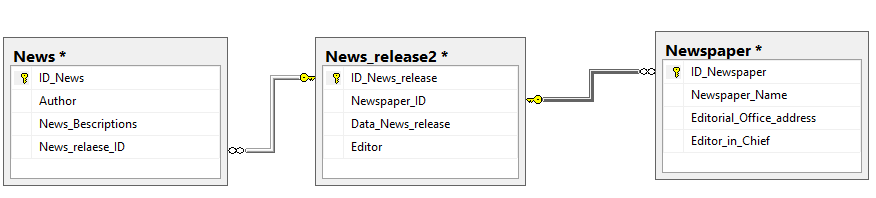 News *
ID_News
Author
News_Bescriptions
News_relaese_ID
News_release2 *
ID_News_release
Newspaper_ID
Data_News_release
Editor
Newspaper *
ID_Newspaper
Newspaper_Name
Editorial_Office_address
Editor_in_Chief